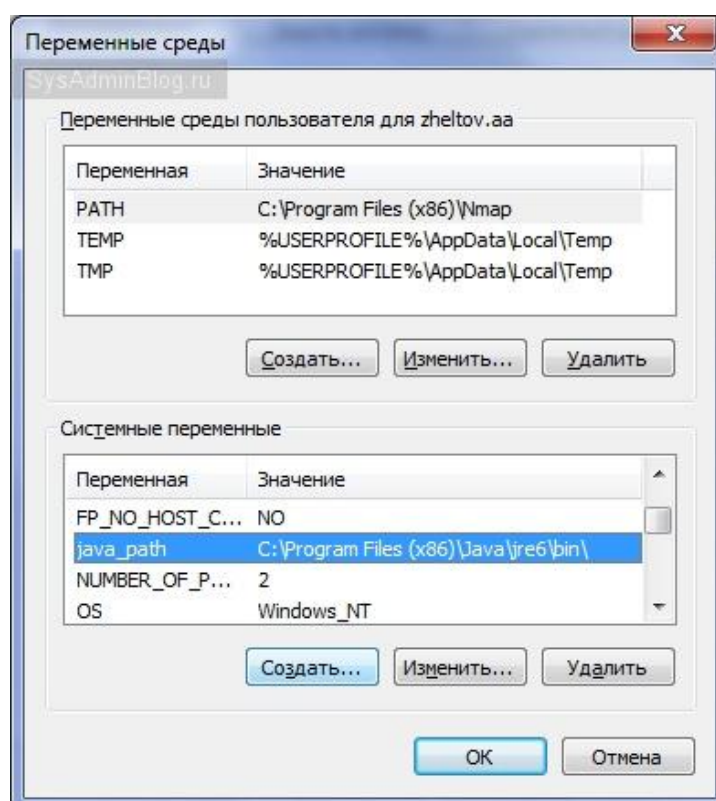 Переменные среды
SysAdminBlog.ru
Переменные среды пользователя для zheltov.aa
Переменная Значение
PATH C:\Program Files (x86)\Nmap
TEMP %USERPROFILE%\AppData\Local\Temp
TMP %USERPROFILE%\AppData\Local\Temp
Создать... Изменить... Удалить
Системные переменные
Переменная Значение
FP_NO_HOST_C... NO
java_path C:\Program Files (x86)\Java\jre6\bin\
NUMBER_OF_P... 2
OS Windows_NT
Создать... Изменить... Удалить
ОК Отмена